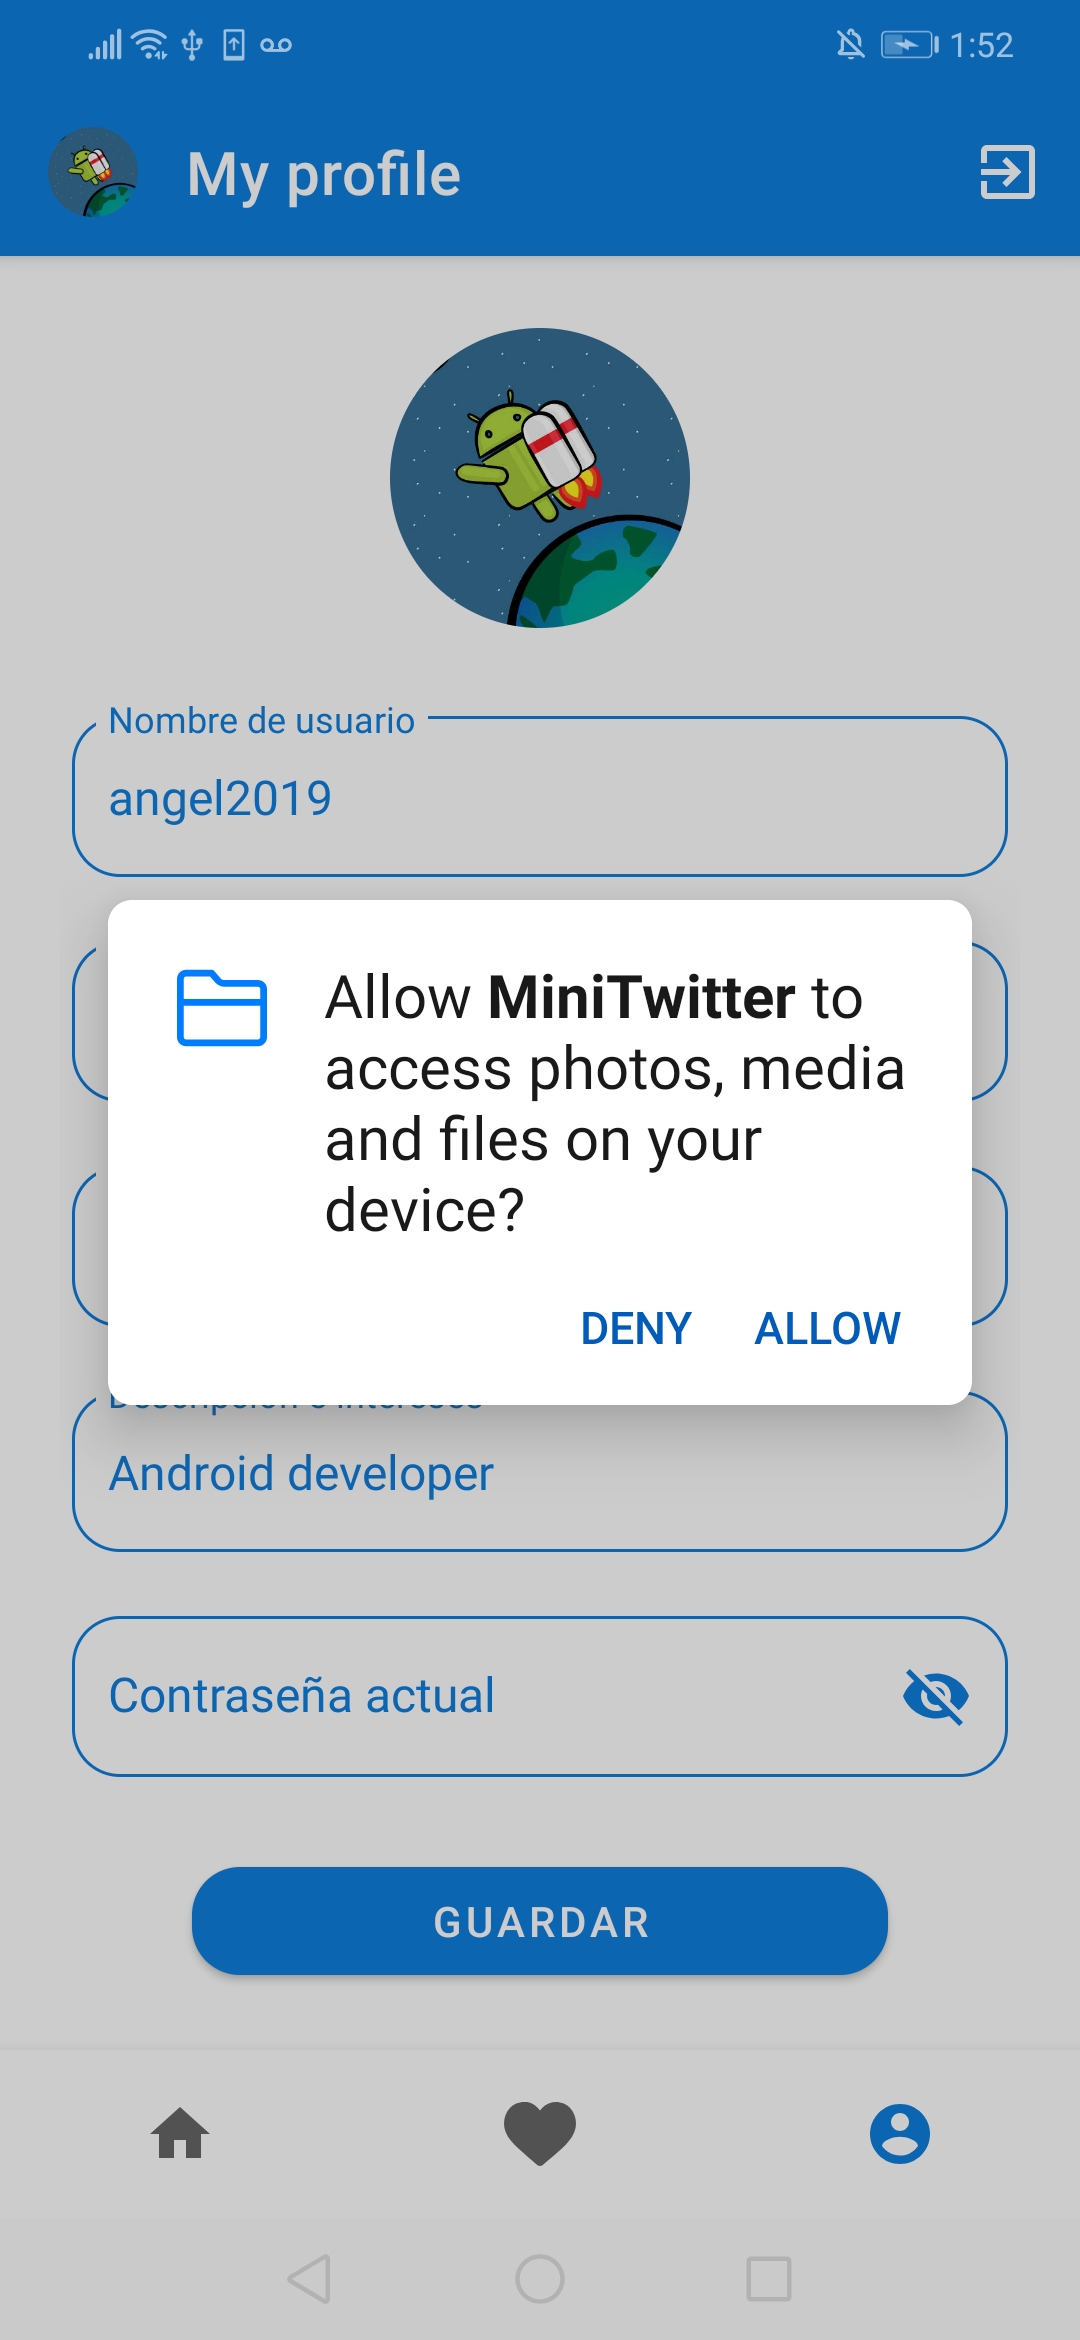 1:52
My profile
Nombre de usuario
angel2019
Allow MiniTwitter to
access photos, media
and files on your
device?
DENY ALLOW
Android developer
Contraseña actual
GUARDAR